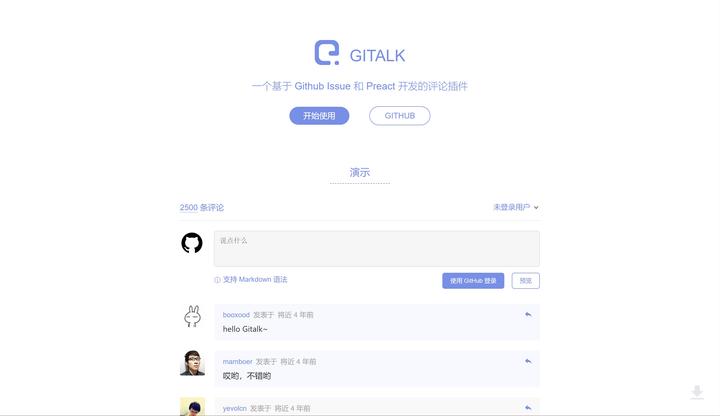 GITALK
一个基于 Github Issue 和 Preact 开发的评论插件
开始使用
GITHUB
演示
2500 条评论
未登录用户
说点什么
支持 Markdown 语法
使用 GitHub 登录
预览
booxood 发表于 将近 4 年前
hello Gitalk~
mamboer 发表于 将近 4 年前
哎哟，不错哟
yevolcn 发表于 将近 4 年前